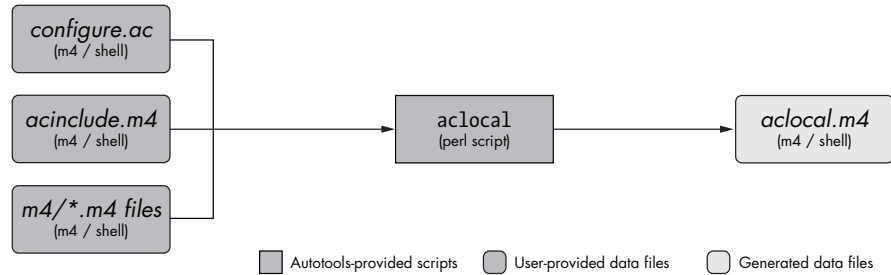 configure.ac
(m4 / shell)
acinclude.m4
(m4 / shell)
m4/*.m4 files
(m4 / shell)
aclocal
(perl script)
aclocal.m4
(m4 / shell)
Autotools-provided scripts
User-provided data files
Generated data files